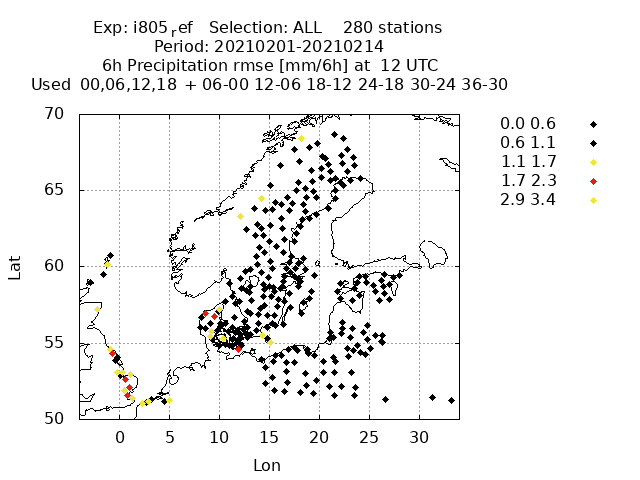 Exp: i805ref Selection: ALL 280 stations
Period: 20210201-20210214
6h Precipitation rmse [mm/6h] at 12 UTC
Used 00,06,12,18 + 06-00 12-06 18-12 24-18 30-24 36-30
70
65
60
55
50
Lat
0 5 10 15 20 25 30
Lon
0.0 0.6
0.6 1.1
1.1 1.7
1.7 2.3
2.9 3.4